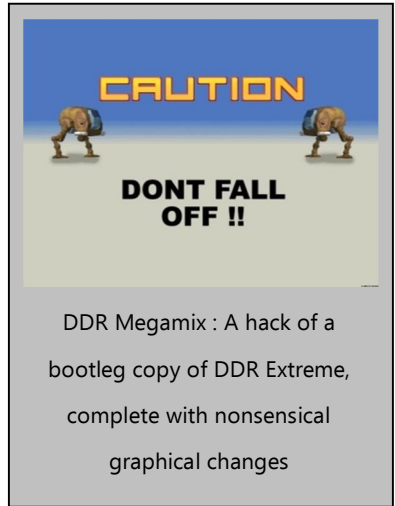 CAUTION
DONT FALL
OFF !!
DDR Megamix : A hack of a
bootleg copy of DDR Extreme,
complete with nonsensical
graphical changes